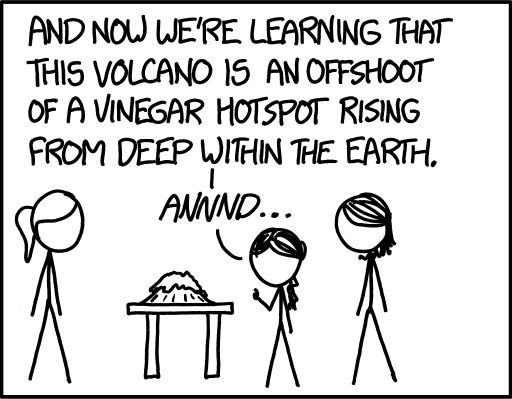 AND NOW WE'RE LEARNING THAT
THIS VOLCANO IS AN OFFSHOOT
OF A VINEGAR HOTSPOT RISING
FROM DEEP WITHIN THE EARTH.
ANNND...